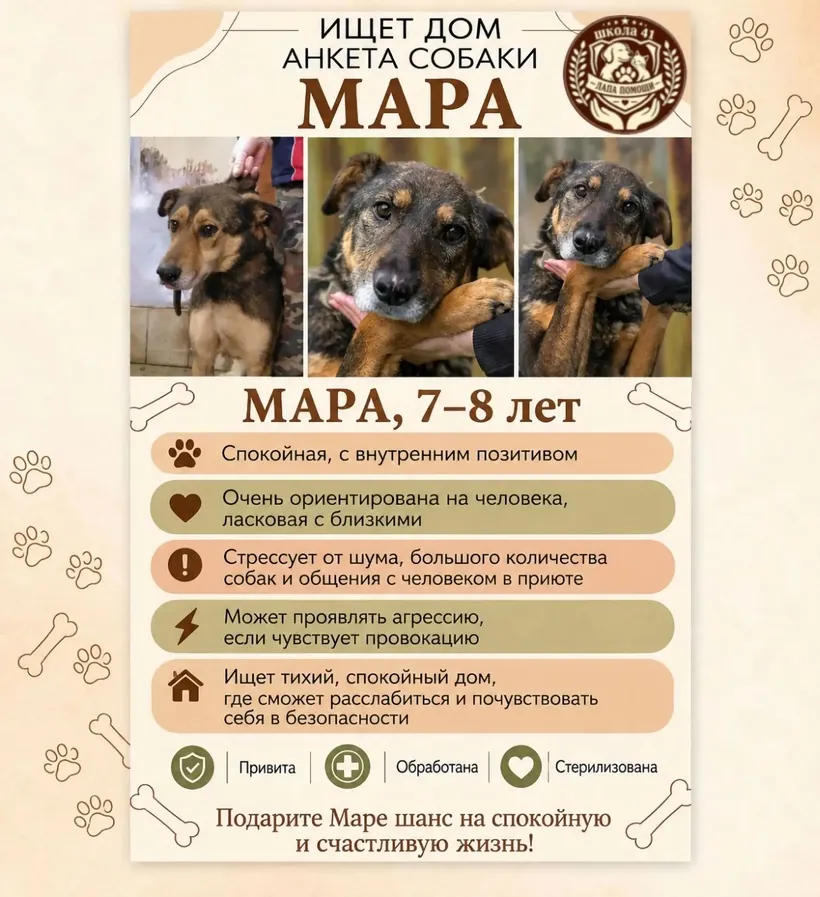 ИЩЕТ ДОМ
АНКЕТА СОБАКИ
МАРА
школа 41
ЛАПА ПОМОЩИ
МАРА, 7–8 лет
Спокойная, с внутренним позитивом
Очень ориентирована на человека,
ласковая с близкими
Стрессует от шума, большого количества
собак и общения с человеком в приюте
Может проявлять агрессию,
если чувствует провокацию
Ищет тихий, спокойный дом,
где сможет расслабиться и почувствовать
себя в безопасности
Привита
Обработана
Стерилизована
Подарите Маре шанс на спокойную
и счастливую жизнь!